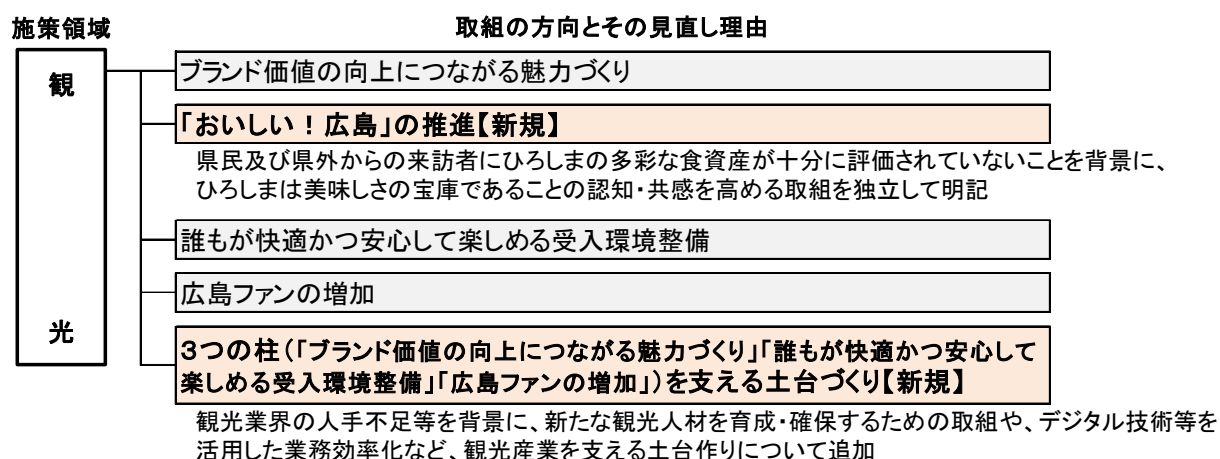 施策領域
取組の方向とその見直し理由
観
光
ブランド価値の向上につながる魅力づくり
「おいしい！広島」の推進【新規】
県民及び県外からの来訪者にひろしまの多彩な食資産が十分に評価されていないことを背景に、
ひろしまは美味しさの宝庫であることの認知・共感を高める取組を独立して明記
誰もが快適かつ安心して楽しめる受入環境整備
広島ファンの増加
３つの柱（「ブランド価値の向上につながる魅力づくり」「誰もが快適かつ安心して
楽しめる受入環境整備」「広島ファンの増加」）を支える土台づくり【新規】
観光業界の人手不足等を背景に、新たな観光人材を育成・確保するための取組や、デジタル技術等を
活用した業務効率化など、観光産業を支える土台作りについて追加